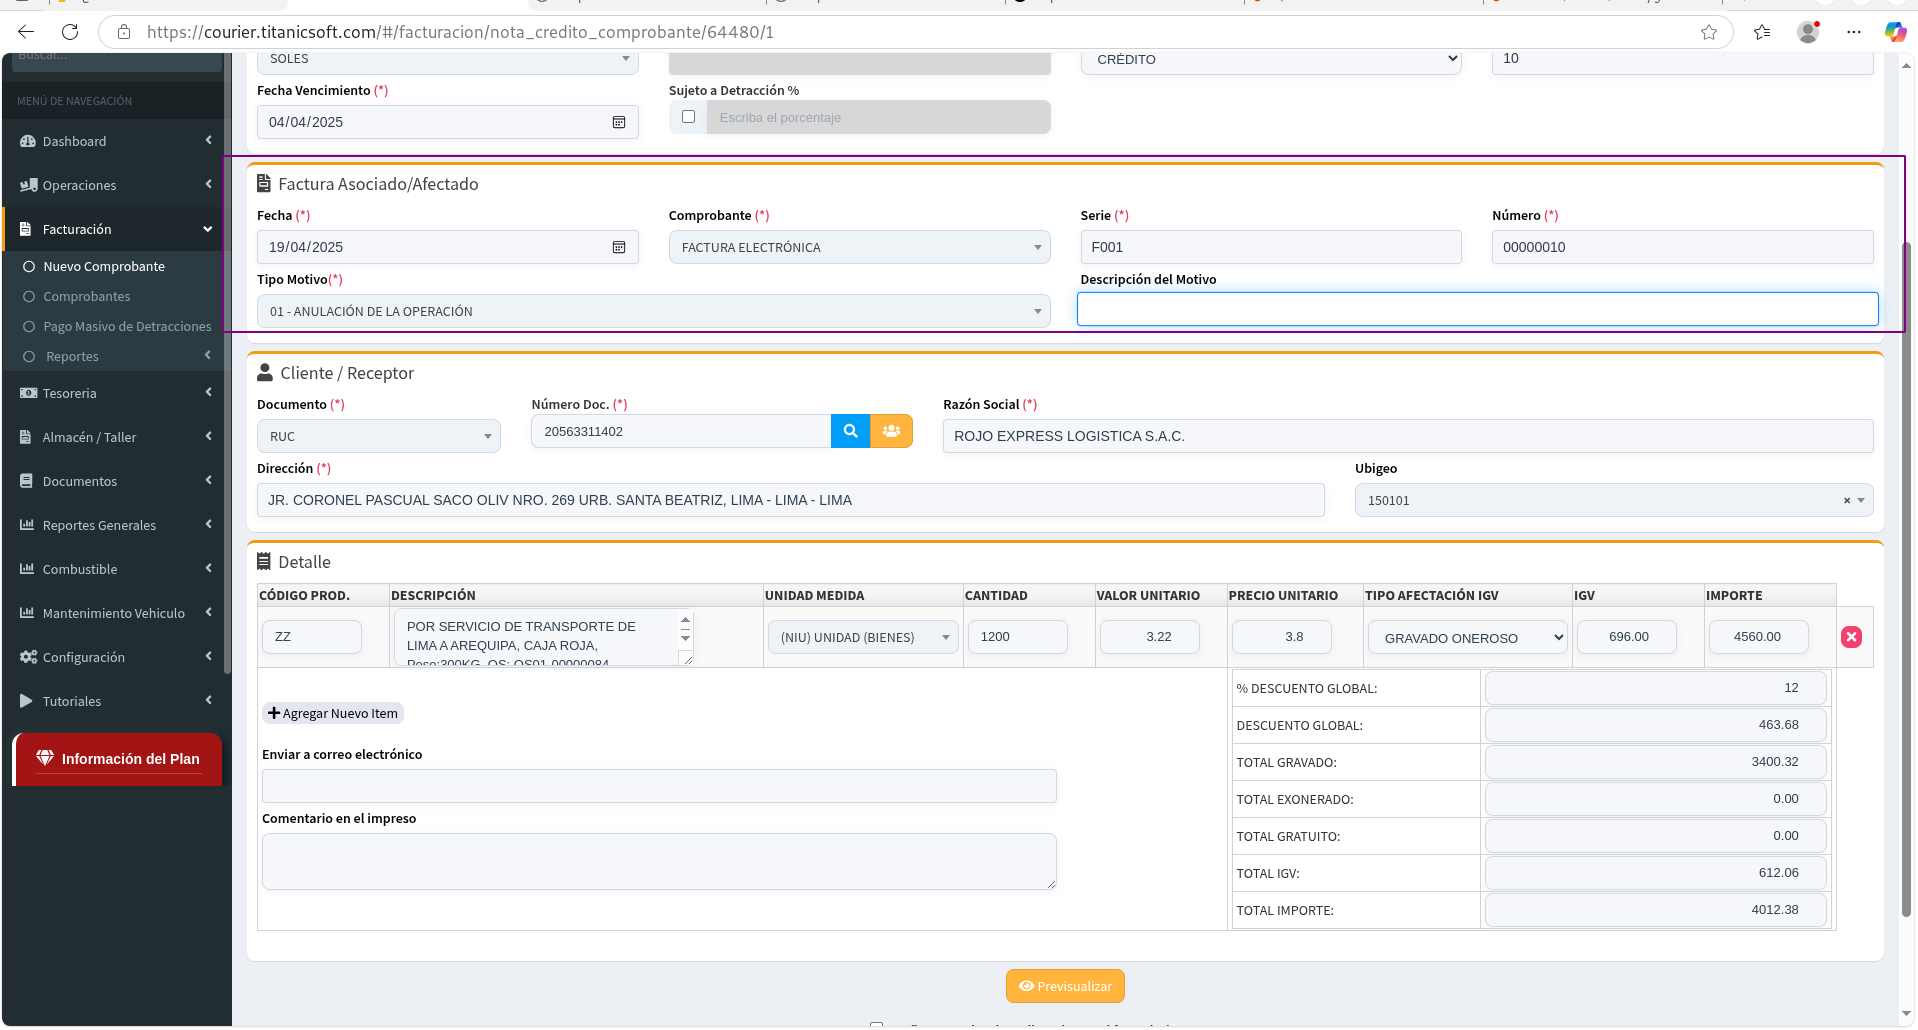 https://courier.titanicsoft.com/#/facturacion/nota_credito_comprobante/64480/1
Buscar...
MENÚ DE NAVEGACIÓN
Dashboard
Operaciones
Facturación
Nuevo Comprobante
Comprobantes
Pago Masivo de Detracciones
Reportes
Tesoreria
Almacén / Taller
Documentos
Reportes Generales
Combustible
Mantenimiento Vehiculo
Configuración
Tutoriales
Información del Plan
SOLES
CRÉDITO
10
Fecha Vencimiento (*)
Sujeto a Detracción %
04/04/2025
Escriba el porcentaje
Factura Asociado/Afectado
Fecha (*)
Comprobante (*)
Serie (*)
Número (*)
19/04/2025
FACTURA ELECTRÓNICA
F001
00000010
Tipo Motivo(*)
Descripción del Motivo
01 - ANULACIÓN DE LA OPERACIÓN
Cliente / Receptor
Documento (*)
Número Doc. (*)
Razón Social (*)
RUC
20563311402
ROJO EXPRESS LOGISTICA S.A.C.
Dirección (*)
Ubigeo
JR. CORONEL PASCUAL SACO OLIV NRO. 269 URB. SANTA BEATRIZ, LIMA - LIMA - LIMA
150101
×
Detalle
CÓDIGO PROD. DESCRIPCIÓN UNIDAD MEDIDA CANTIDAD VALOR UNITARIO PRECIO UNITARIO TIPO AFECTACIÓN IGV IGV IMPORTE
ZZ
POR SERVICIO DE TRANSPORTE DE
LIMA A AREQUIPA, CAJA ROJA,
Peso:300KG, OS: OS01-00000084
(NIU) UNIDAD (BIENES)
1200
3.22
3.8
GRAVADO ONEROSO
696.00
4560.00
Agregar Nuevo Item
Enviar a correo electrónico
Comentario en el impreso
% DESCUENTO GLOBAL: 12
DESCUENTO GLOBAL: 463.68
TOTAL GRAVADO: 3400.32
TOTAL EXONERADO: 0.00
TOTAL GRATUITO: 0.00
TOTAL IGV: 612.06
TOTAL IMPORTE: 4012.38
Previsualizar